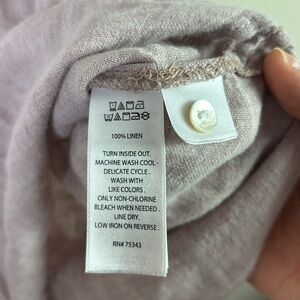 100% LINEN
TURN INSIDE OUT.
MACHINE WASH COOL -
DELICATE CYCLE.
WASH WITH
LIKE COLORS.
ONLY NON-CHLORINE
BLEACH WHEN NEEDED.
LINE DRY.
LOW IRON ON REVERSE.
RN# 75343